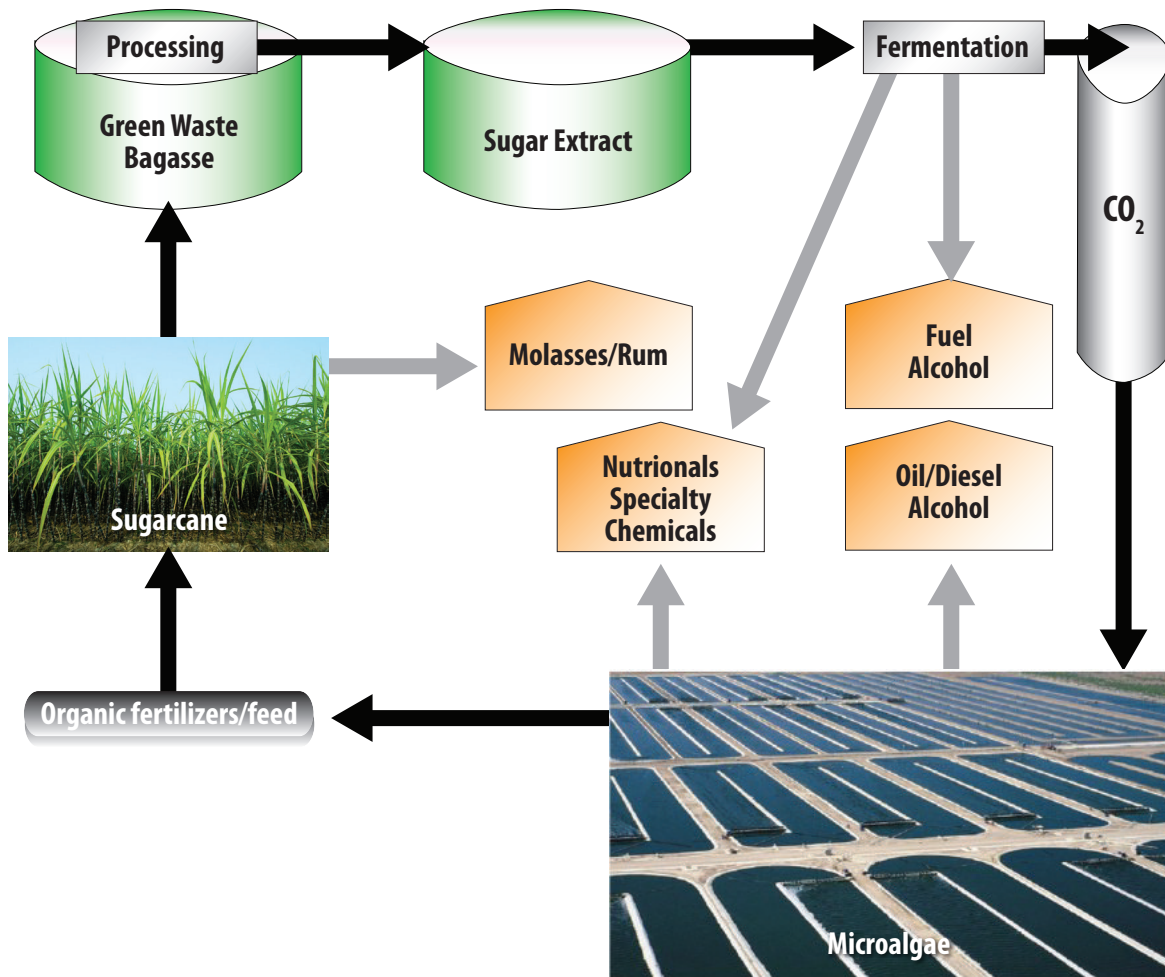 Processing
Green Waste
Bagasse
Sugar Extract
Fermentation
CO₂
Molasses/Rum
Fuel
Alcohol
Nutrionals
Specialty
Chemicals
Oil/Diesel
Alcohol
Sugarcane
Organic fertilizers/feed
Microalgae